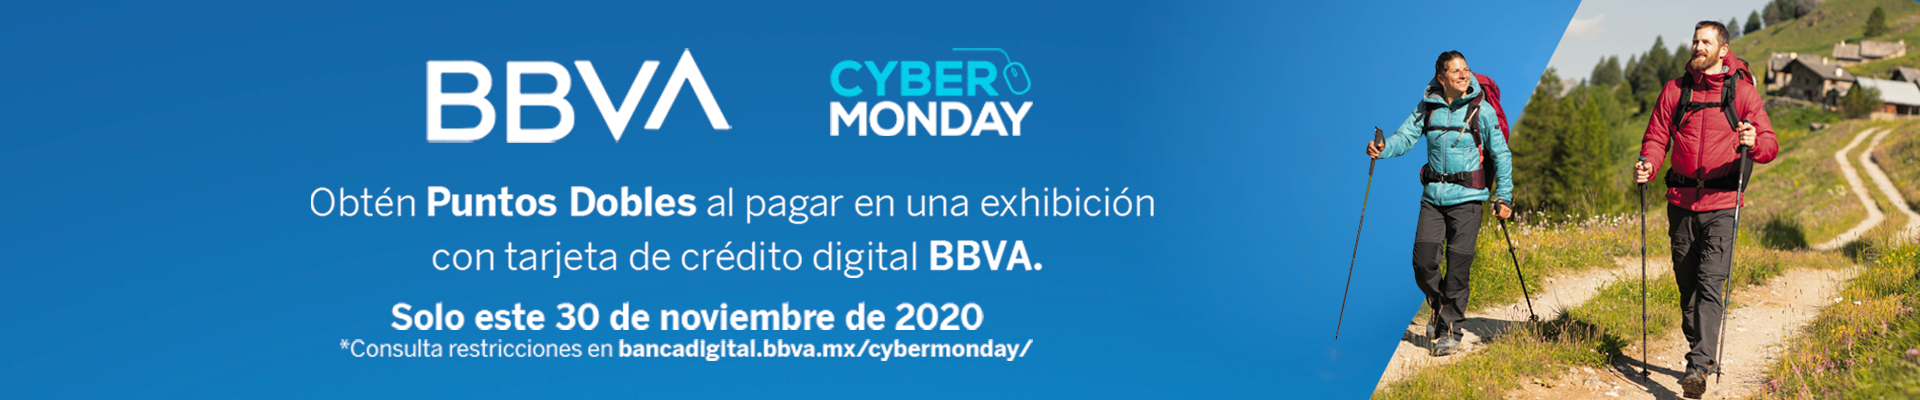 BBVA
CYBER
MONDAY
Obtén Puntos Dobles al pagar en una exhibición
con tarjeta de crédito digital BBVA.
Solo este 30 de noviembre de 2020
*Consulta restricciones en bancadigital.bbva.mx/cybermonday/